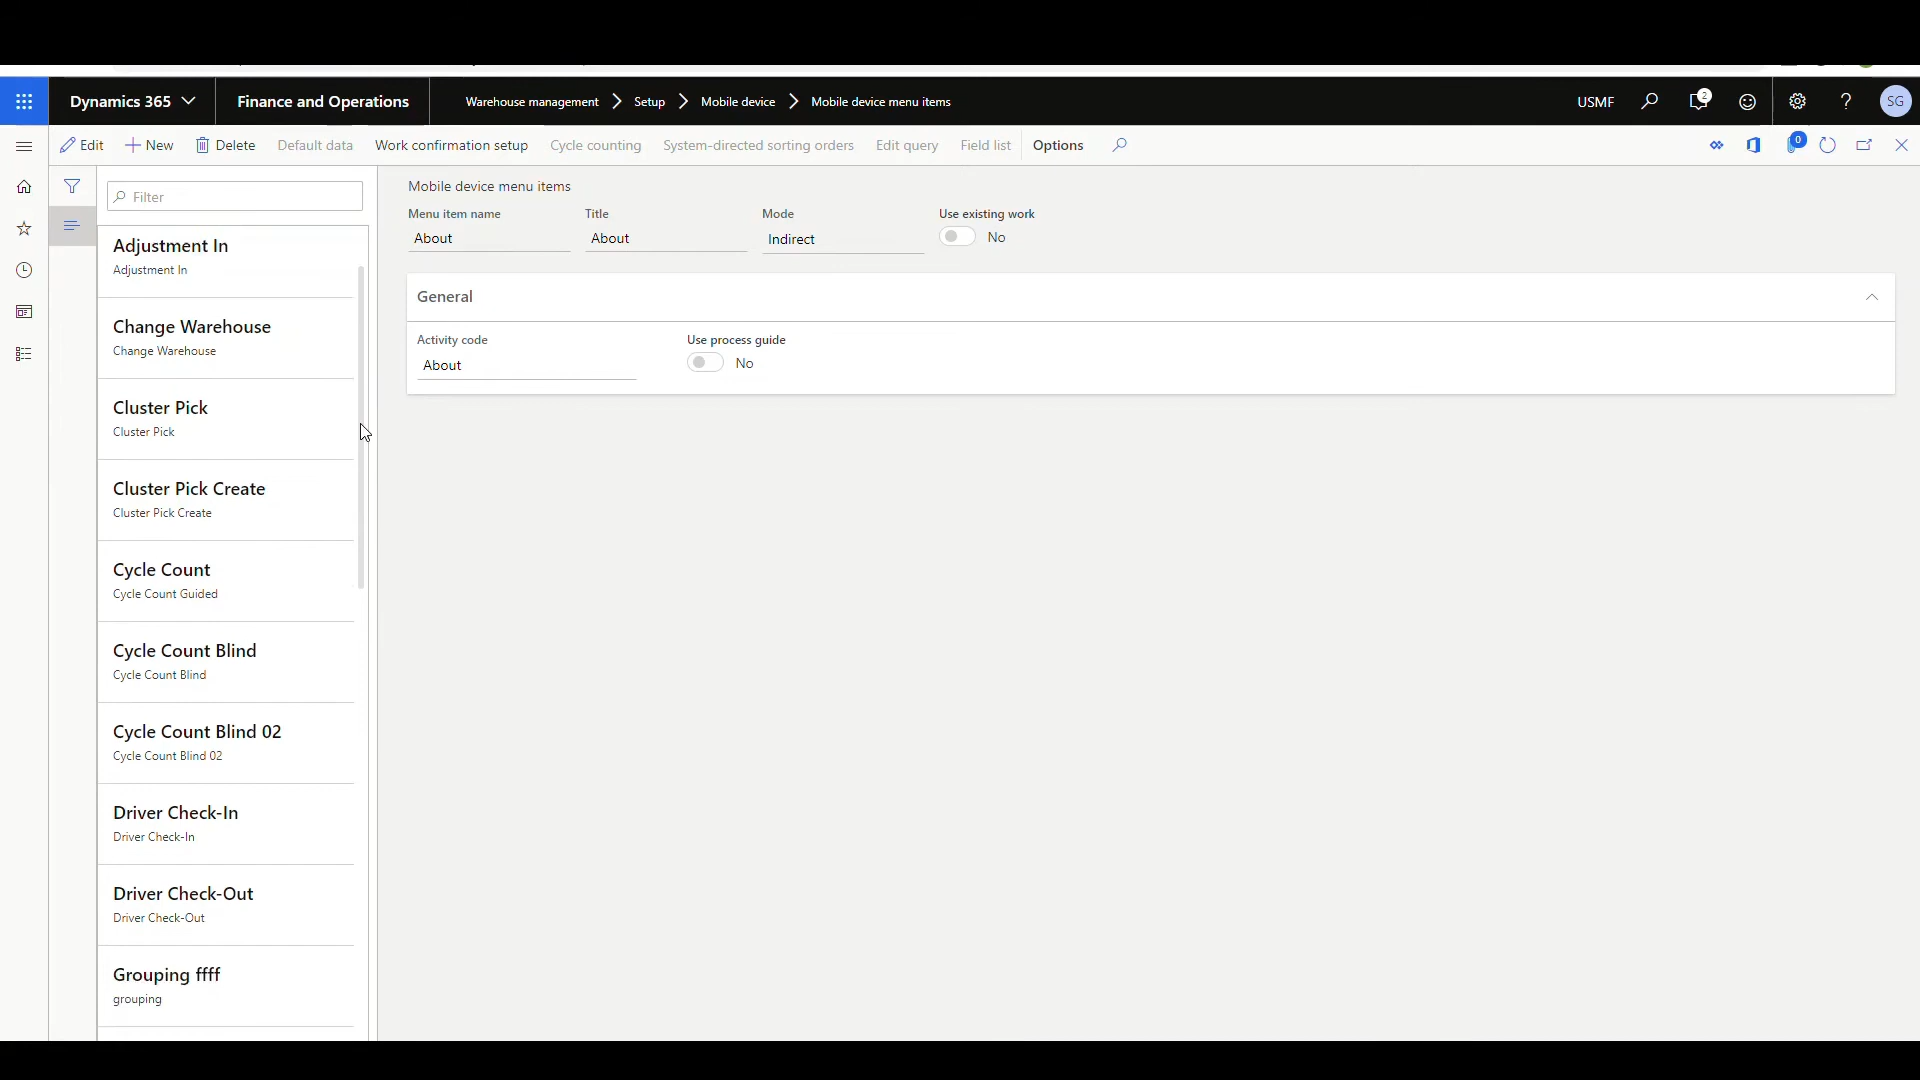 Dynamics 365
Finance and Operations
Warehouse management
Setup
Mobile device
Mobile device menu items
USMF
2
?
SG
Edit
New
Delete
Default data
Work confirmation setup
Cycle counting
System-directed sorting orders
Edit query
Field list
Options
0
Filter
Adjustment In
Adjustment In
Change Warehouse
Change Warehouse
Cluster Pick
Cluster Pick
Cluster Pick Create
Cluster Pick Create
Cycle Count
Cycle Count Guided
Cycle Count Blind
Cycle Count Blind
Cycle Count Blind 02
Cycle Count Blind 02
Driver Check-In
Driver Check-In
Driver Check-Out
Driver Check-Out
Grouping ffff
grouping
Mobile device menu items
Menu item name
Title
Mode
Use existing work
About
About
Indirect
No
General
Activity code
Use process guide
About
No